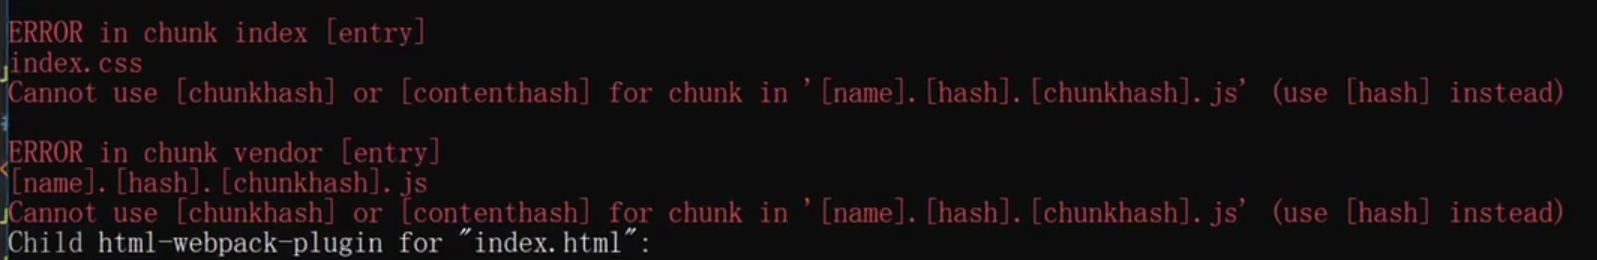 ERROR in chunk index [entry]
index.css
Cannot use [chunkhash] or [contenthash] for chunk in '[name].[hash].[chunkhash].js' (use [hash] instead)
ERROR in chunk vendor [entry]
[name].[hash].[chunkhash].js
Cannot use [chunkhash] or [contenthash] for chunk in '[name].[hash].[chunkhash].js' (use [hash] instead)
Child html-webpack-plugin for "index.html":